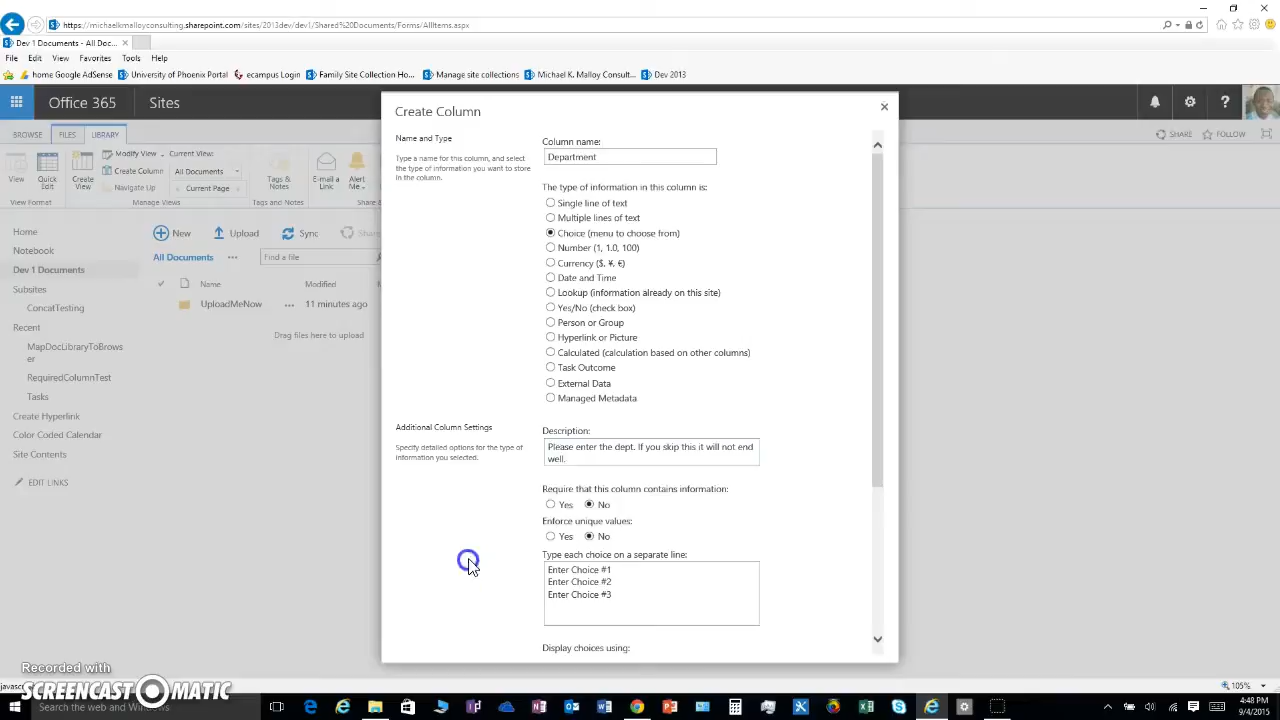 https://michaelkmalloyconsulting.sharepoint.com/sites/2013dev/dev1/Shared%20Documents/Forms/AllItems.aspx
Dev 1 Documents - All Doc...
File Edit View Favorites Tools Help
home Google AdSense University of Phoenix Portal ecampus Login Family Site Collection Ho... Manage site collections Michael K. Malloy Consult... Dev 2013
Office 365 Sites
BROWSE FILES LIBRARY
SHARE FOLLOW
View
Quick Edit
Create View
Modify View
Create Column
Navigate Up
Current View
All Documents
Current Page
Tags & Notes
E-mail a Link
Alert Me
View Format
Manage Views
Tags and Notes
Share &
Home
Notebook
Dev 1 Documents
Subsites
ConcatTesting
Recent
MapDocLibraryToBrows
er
RequiredColumnTest
Tasks
Create Hyperlink
Color Coded Calendar
Site Contents
EDIT LINKS
New Upload Sync Share
All Documents ... Find a file
Name Modified
UploadMeNow ... 11 minutes ago
Drag files here to upload
Create Column
Name and Type
Type a name for this column, and select
the type of information you want to store
in the column.
Column name:
Department
The type of information in this column is:
Single line of text
Multiple lines of text
Choice (menu to choose from)
Number (1, 1.0, 100)
Currency ($, ¥, €)
Date and Time
Lookup (information already on this site)
Yes/No (check box)
Person or Group
Hyperlink or Picture
Calculated (calculation based on other columns)
Task Outcome
External Data
Managed Metadata
Additional Column Settings
Specify detailed options for the type of
information you selected.
Description:
Please enter the dept. If you skip this it will not end
well.
Require that this column contains information:
Yes No
Enforce unique values:
Yes No
Type each choice on a separate line:
Enter Choice #1
Enter Choice #2
Enter Choice #3
Display choices using:
Recorded with
SCREENCAST MATIC
105%
Search the web and Windows
4:48 PM
9/4/2015